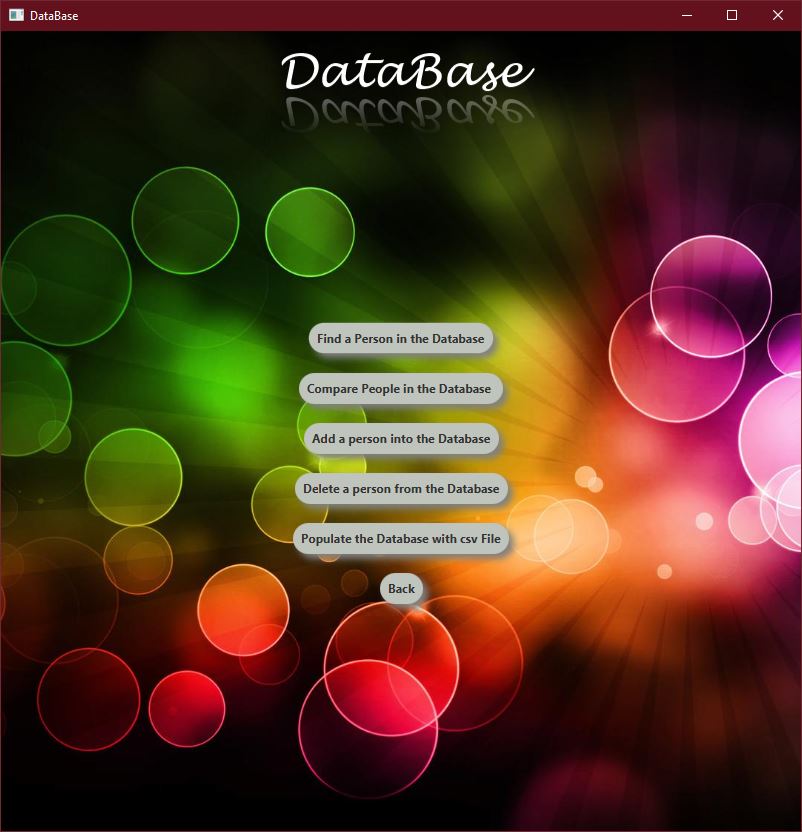 DataBase
DataBase
Find a Person in the Database
Compare People in the Database
Add a person into the Database
Delete a person from the Database
Populate the Database with csv File
Back